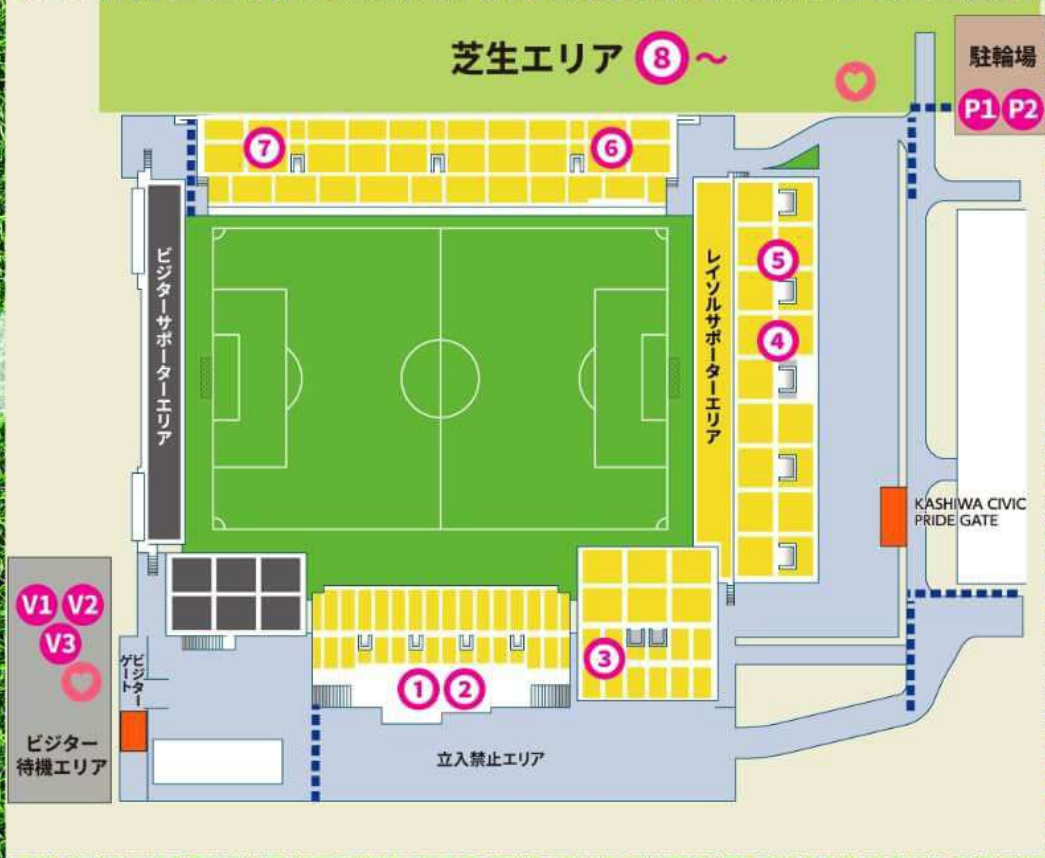 芝生エリア 8 〜
駐輪場
P1 P2
7
6
ビジターサポーターエリア
レイソルサポーターエリア
5
4
KASHIWA CIVIC
PRIDE GATE
V1 V2
V3
ビジター
ゲート
3
1 2
ビジター
待機エリア
立入禁止エリア